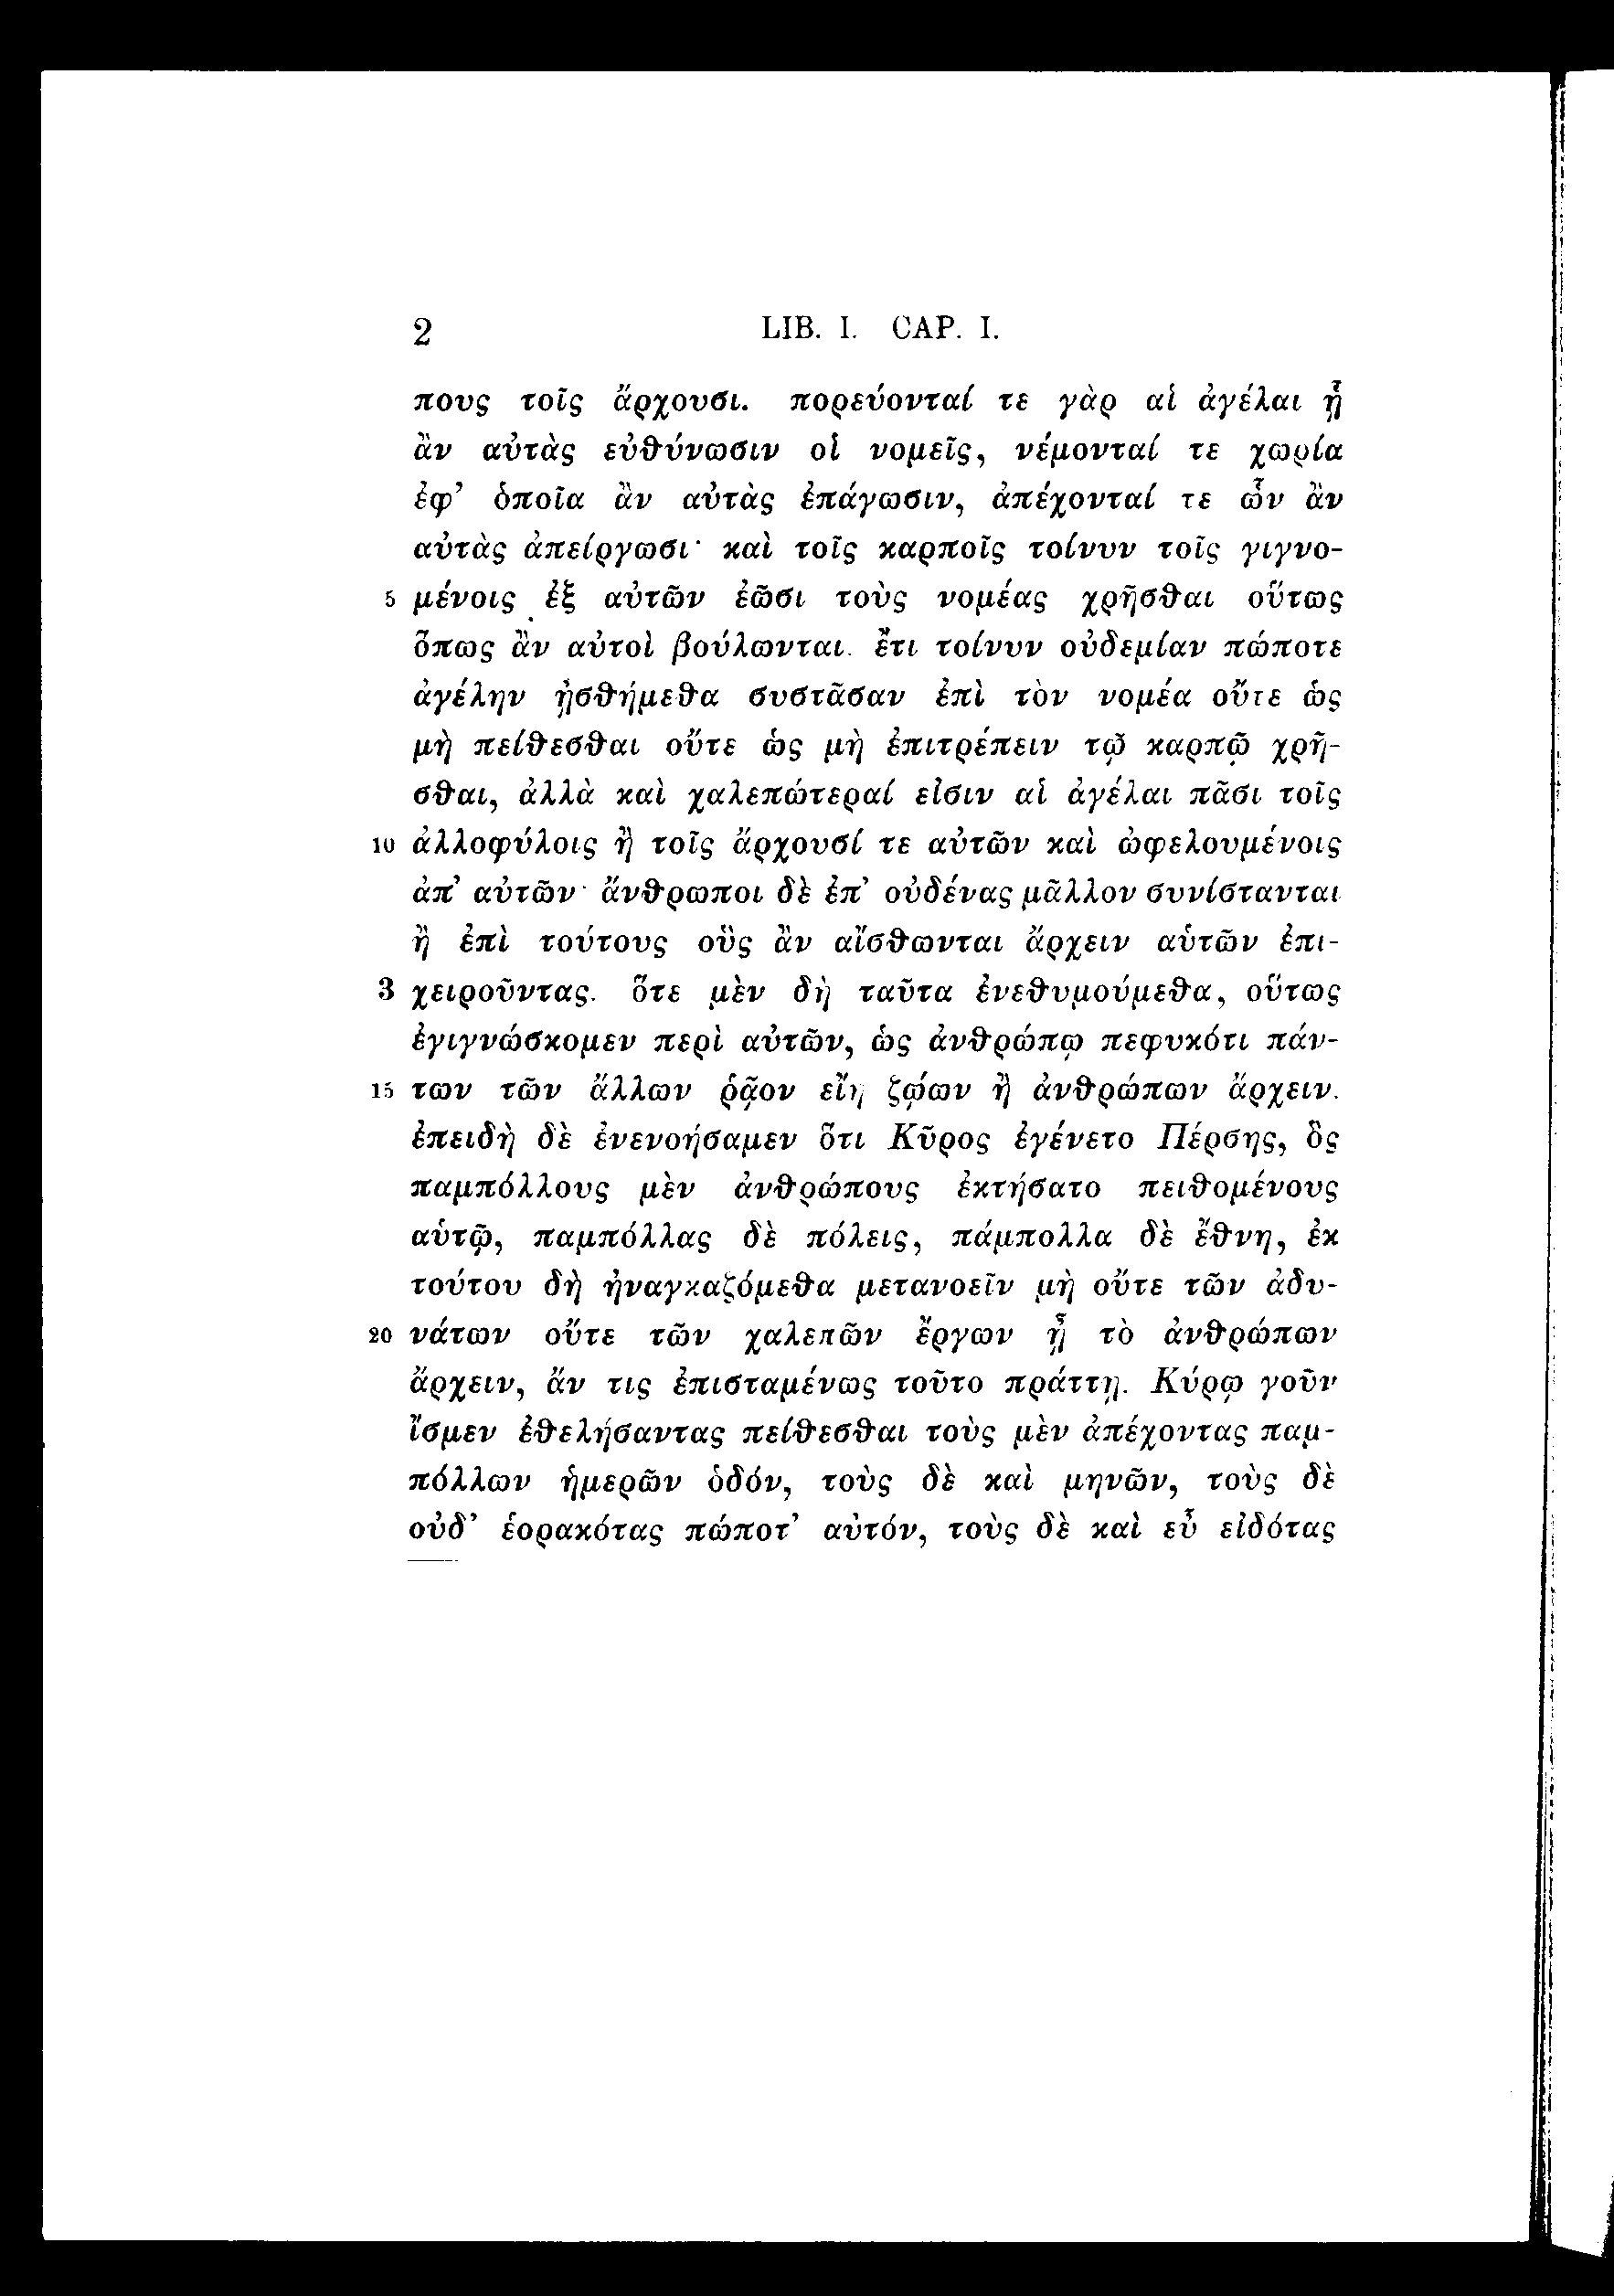 2 LIB. I. CAP. I.
πους τοῖς ἄρχουσι. πορεύονταί τε γὰρ αἱ ἀγέλαι ᾗ
ἂν αὐτὰς εὐθύνωσιν οἱ νομεῖς, νέμονταί τε χωρία
ἐφ’ ὁποῖα ἂν αὐτὰς ἐπάγωσιν, ἀπέχονταί τε ὧν ἂν
αὐτὰς ἀπείργωσι· καὶ τοῖς καρποῖς τοίνυν τοῖς γιγνο-
5 μένοις ἐξ αὐτῶν ἐῶσι τοὺς νομέας χρῆσθαι οὕτως
ὅπως ἂν αὐτοὶ βούλωνται. ἔτι τοίνυν οὐδεμίαν πώποτε
ἀγέλην ᾐσθήμεθα συστᾶσαν ἐπὶ τὸν νομέα οὔτε ὡς
μὴ πείθεσθαι οὔτε ὡς μὴ ἐπιτρέπειν τῷ καρπῷ χρῆ-
σθαι, ἀλλὰ καὶ χαλεπώτεραί εἰσιν αἱ ἀγέλαι πᾶσι τοῖς
10 ἀλλοφύλοις ἢ τοῖς ἄρχουσί τε αὐτῶν καὶ ὠφελουμένοις
ἀπ’ αὐτῶν· ἄνθρωποι δὲ ἐπ’ οὐδένας μᾶλλον συνίστανται
ἢ ἐπὶ τούτους οὓς ἂν αἴσθωνται ἄρχειν αὑτῶν ἐπι-
3 χειροῦντας. ὅτε μὲν δὴ ταῦτα ἐνεθυμούμεθα, οὕτως
ἐγιγνώσκομεν περὶ αὐτῶν, ὡς ἀνθρώπῳ πεφυκότι πάν-
15 των τῶν ἄλλων ῥᾷον εἴη ζῴων ἢ ἀνθρώπων ἄρχειν.
ἐπειδὴ δὲ ἐνενοήσαμεν ὅτι Κῦρος ἐγένετο Πέρσης, ὃς
παμπόλλους μὲν ἀνθρώπους ἐκτήσατο πειθομένους
αὑτῷ, παμπόλλας δὲ πόλεις, πάμπολλα δὲ ἔθνη, ἐκ
τούτου δὴ ἠναγκαζόμεθα μετανοεῖν μὴ οὔτε τῶν ἀδυ-
20 νάτων οὔτε τῶν χαλεπῶν ἔργων ᾖ τὸ ἀνθρώπων
ἄρχειν, ἄν τις ἐπισταμένως τοῦτο πράττῃ. Κύρῳ γοῦν
ἴσμεν ἐθελήσαντας πείθεσθαι τοὺς μὲν ἀπέχοντας παμ-
πόλλων ἡμερῶν ὁδόν, τοὺς δὲ καὶ μηνῶν, τοὺς δὲ
οὐδ’ ἑορακότας πώποτ’ αὐτόν, τοὺς δὲ καὶ εὖ εἰδότας